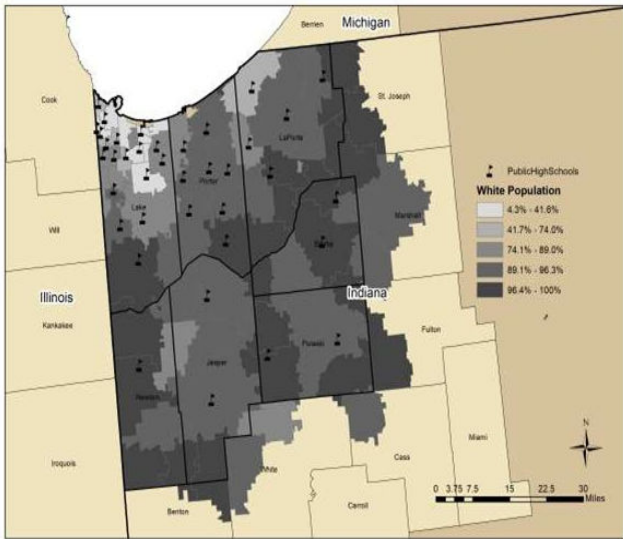 Michigan
Berrien
Cook
St. Joseph
LaPorte
PublicHighSchools
White Population
Porter
4.3% - 41.6%
Lake
41.7% - 74.0%
Marshall
Will
74.1% - 89.0%
Starke
89.1% - 96.3%
Illinois
Indiana
96.4% - 100%
Kankakee
Fulton
Pulaski
Jasper
Newton
N
Miami
Iroquois
White
Cass
0 3.75 7.5 15 22.5 30
Miles
Carroll
Benton